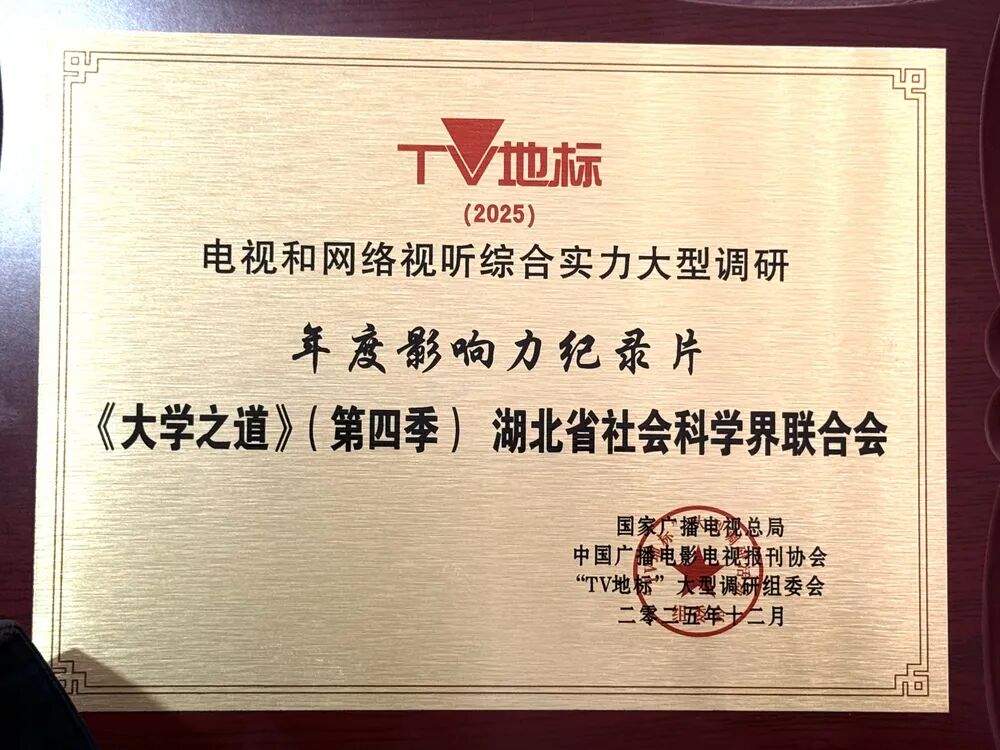 TV地标
(2025)
电视和网络视听综合实力大型调研
年度影响力纪录片
《大学之道》(第四季) 湖北省社会科学界联合会
国家广播电视总局
中国广播电影电视报刊协会
“TV地标”大型调研组委会
二零二五年十二月
组委会